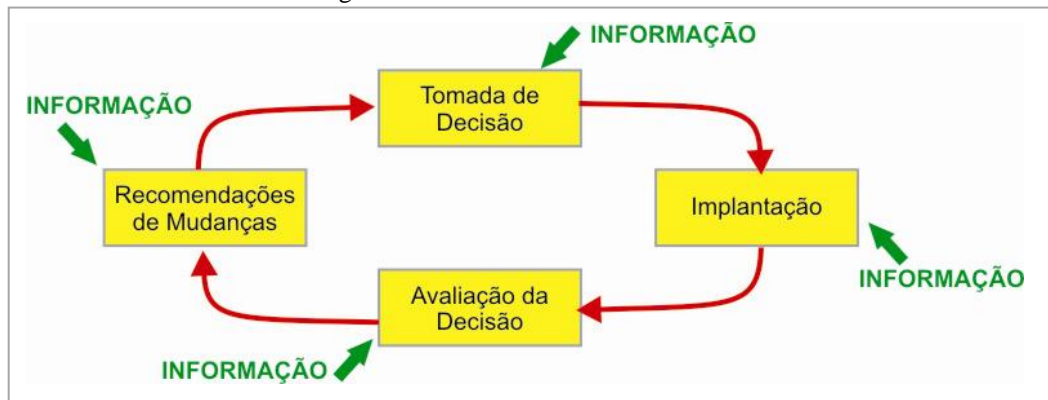 INFORMAÇÃO
Tomada de
Decisão
INFORMAÇÃO
Recomendações
de Mudanças
Implantação
INFORMAÇÃO
Avaliação da
Decisão
INFORMAÇÃO